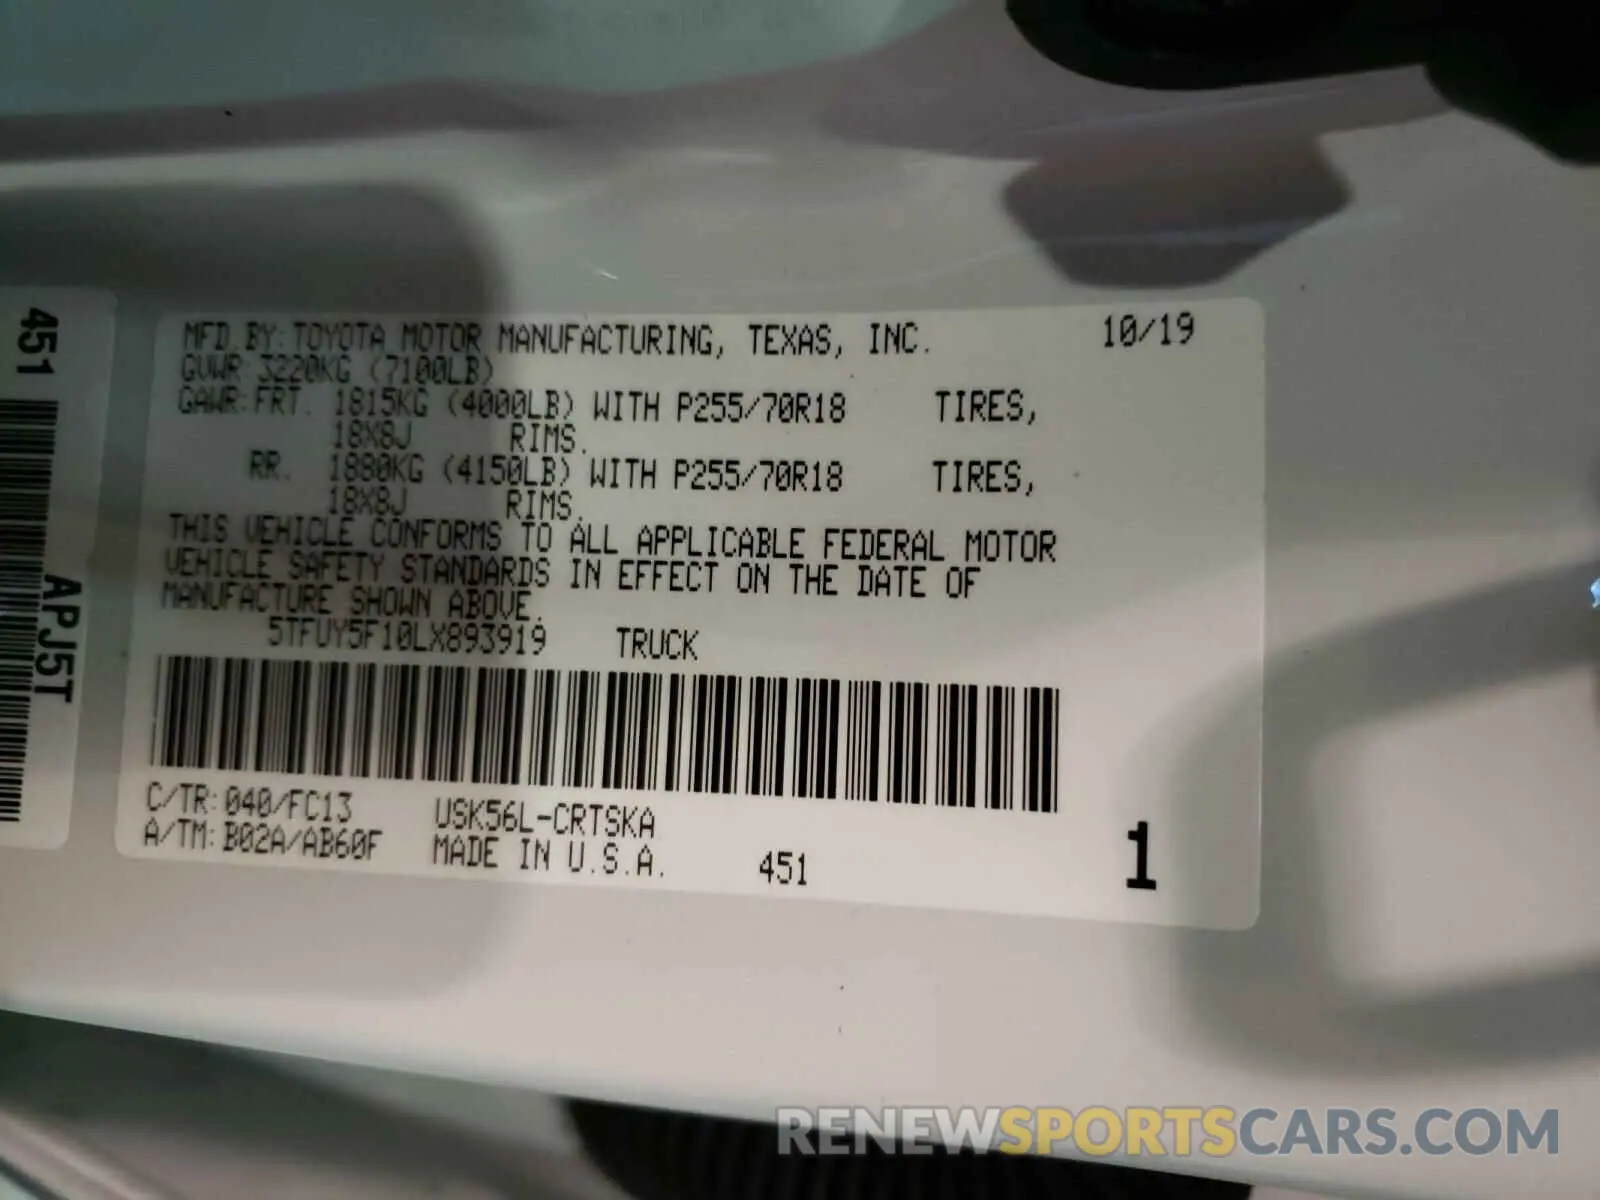 MFD.BY:TOYOTA MOTOR MANUFACTURING, TEXAS, INC. 10/19
GVWR:3220KG (7100LB)
GAWR:FRT. 1815KG (4000LB) WITH P255/70R18 TIRES,
18X8J RIMS.
RR. 1880KG (4150LB) WITH P255/70R18 TIRES,
18X8J RIMS.
THIS VEHICLE CONFORMS TO ALL APPLICABLE FEDERAL MOTOR
VEHICLE SAFETY STANDARDS IN EFFECT ON THE DATE OF
MANUFACTURE SHOWN ABOVE.
5TFUY5F10LX893919 TRUCK
C/TR:040/FC13 USK56L-CRTSKA
A/TM:B02A/AB60F MADE IN U.S.A. 451 1
451 APJ5T
RENEWSPORTSCARS.COM